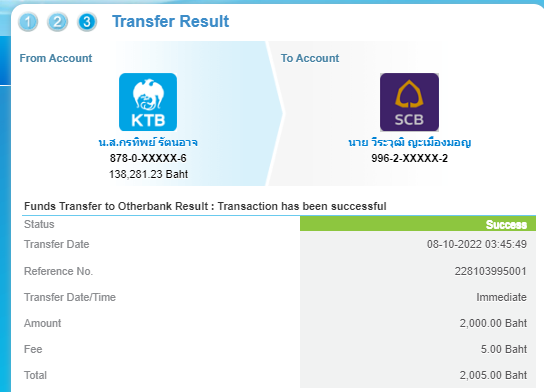 1 2 3 Transfer Result
From Account
To Account
KTB
SCB
น.ส.กรทิพย์ รัตนอาจ
นาย วีระวุฒิ ญะเมืองมอญ
878-0-XXXXX-6
996-2-XXXXX-2
138,281.23 Baht
Funds Transfer to Otherbank Result : Transaction has been successful
Status Success
Transfer Date 08-10-2022 03:45:49
Reference No. 228103995001
Transfer Date/Time Immediate
Amount 2,000.00 Baht
Fee 5.00 Baht
Total 2,005.00 Baht